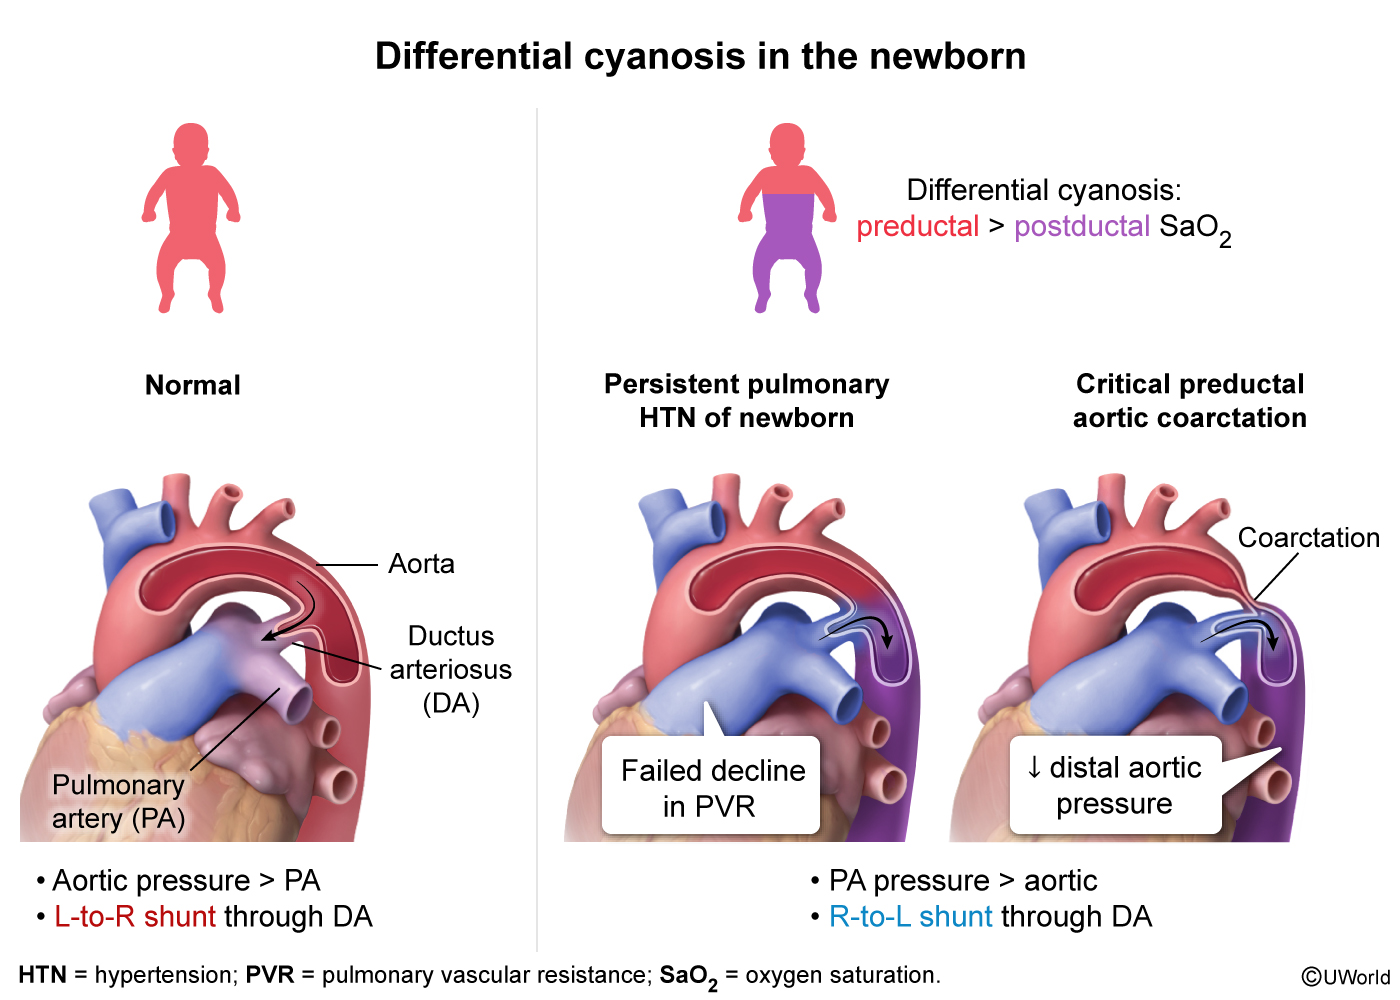 Differential cyanosis in the newborn
Differential cyanosis:
preductal > postductal SaO2
Normal
Persistent pulmonary
HTN of newborn
Critical preductal
aortic coarctation
Aorta
Ductus
arteriosus
(DA)
Pulmonary
artery (PA)
Failed decline
in PVR
Coarctation
↓ distal aortic
pressure
• Aortic pressure > PA
• L-to-R shunt through DA
• PA pressure > aortic
• R-to-L shunt through DA
HTN = hypertension; PVR = pulmonary vascular resistance; SaO2 = oxygen saturation.
©UWorld